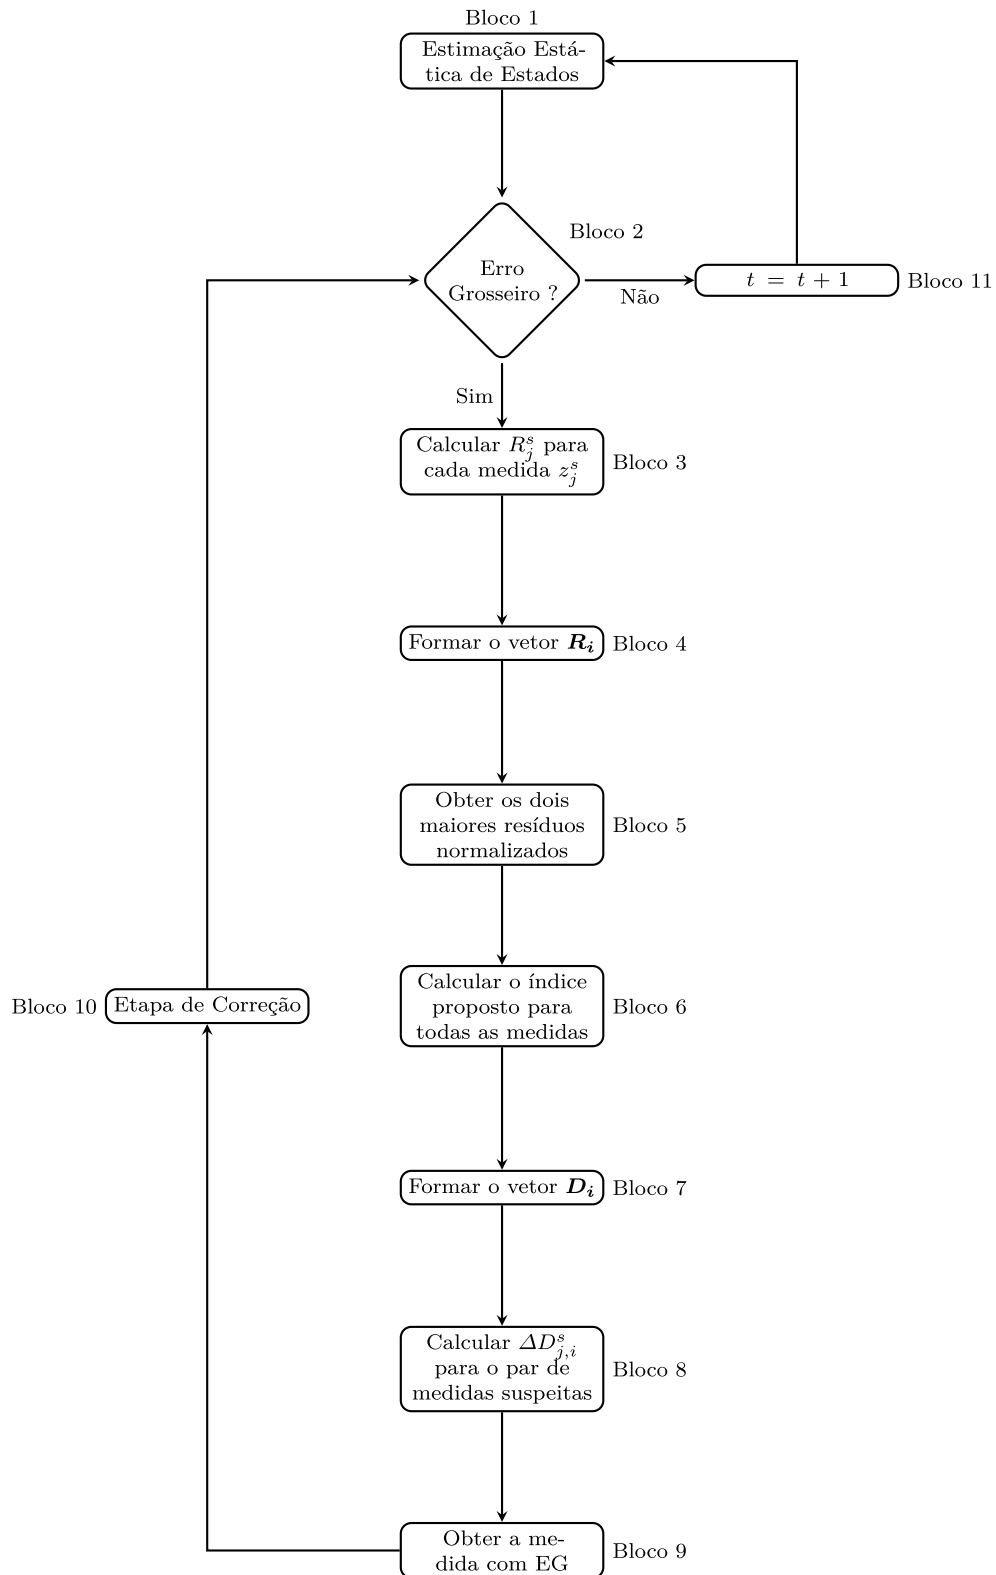 Bloco 1
Estimação Está-
tica de Estados
Bloco 2
Erro
Grosseiro ?
Não
t = t + 1
Bloco 11
Sim
Calcular R_j^s para
cada medida z_j^s
Bloco 3
Formar o vetor R_i
Bloco 4
Obter os dois
maiores resíduos
normalizados
Bloco 5
Calcular o índice
proposto para
todas as medidas
Bloco 6
Bloco 10
Etapa de Correção
Formar o vetor D_i
Bloco 7
Calcular ΔD_{j,i}^s
para o par de
medidas suspeitas
Bloco 8
Obter a me-
dida com EG
Bloco 9